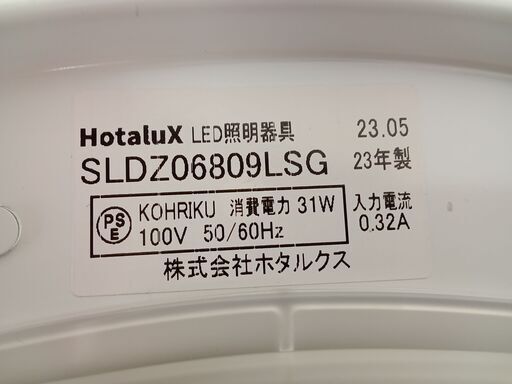 HotaluX LED照明器具 23.05
SLDZ06809LSG 23年製
PSE KOHRIKU 消費電力 31W 入力電流
100V 50/60Hz 0.32A
株式会社ホタルクス